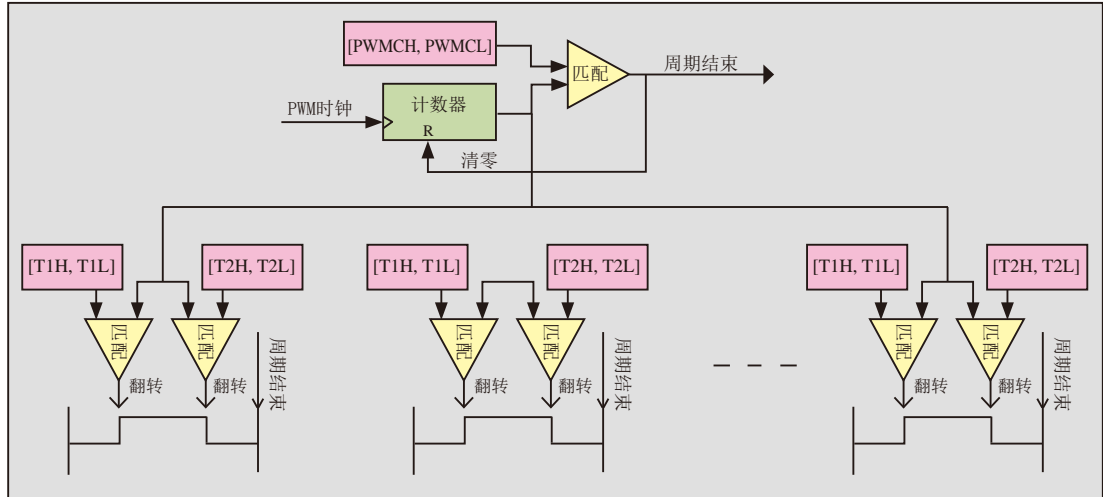 [PWMCH, PWMCL]
匹配
周期结束
PWM时钟
计数器
R
清零
[T1H, T1L]
[T2H, T2L]
匹配
匹配
翻转
翻转
周期结束
[T1H, T1L]
[T2H, T2L]
匹配
匹配
翻转
翻转
周期结束
[T1H, T1L]
[T2H, T2L]
匹配
匹配
翻转
翻转
周期结束